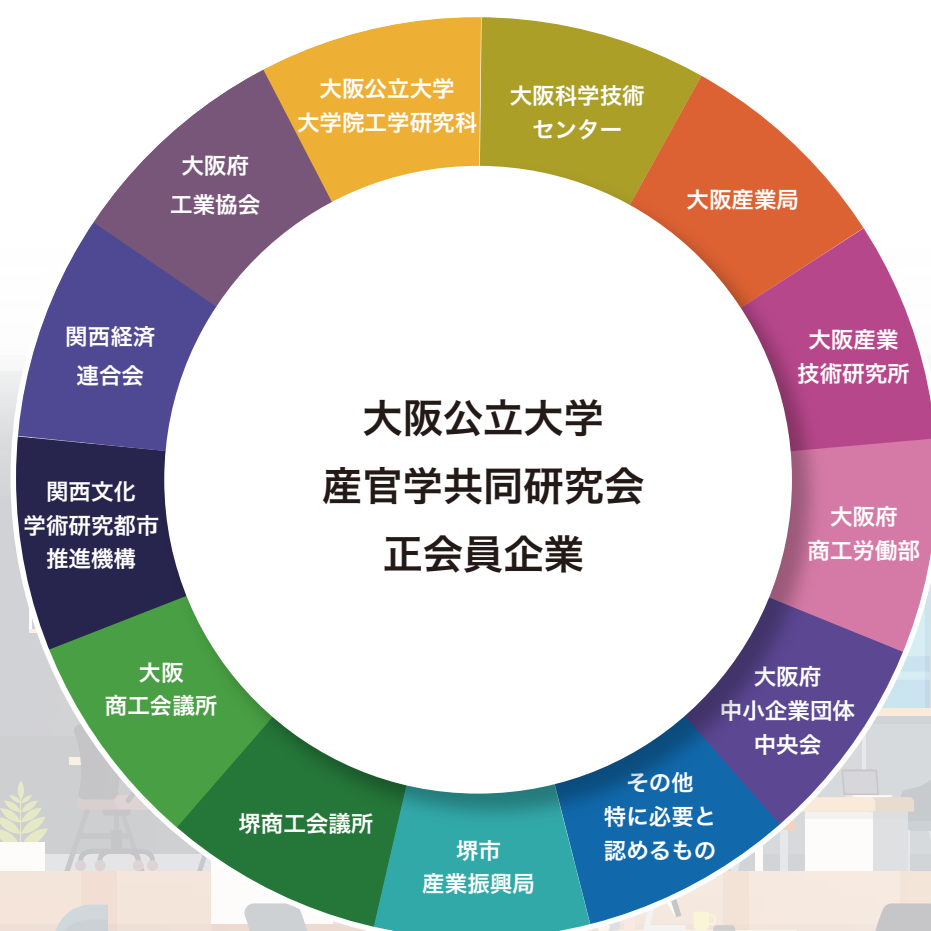 大阪公立大学
産官学共同研究会
正会員企業
大阪科学技術
センター
大阪産業局
大阪産業
技術研究所
大阪府
商工労働部
大阪府
中小企業団体
中央会
その他
特に必要と
認めるもの
堺市
産業振興局
堺商工会議所
大阪
商工会議所
関西文化
学術研究都市
推進機構
関西経済
連合会
大阪府
工業協会
大阪公立大学
大学院工学研究科